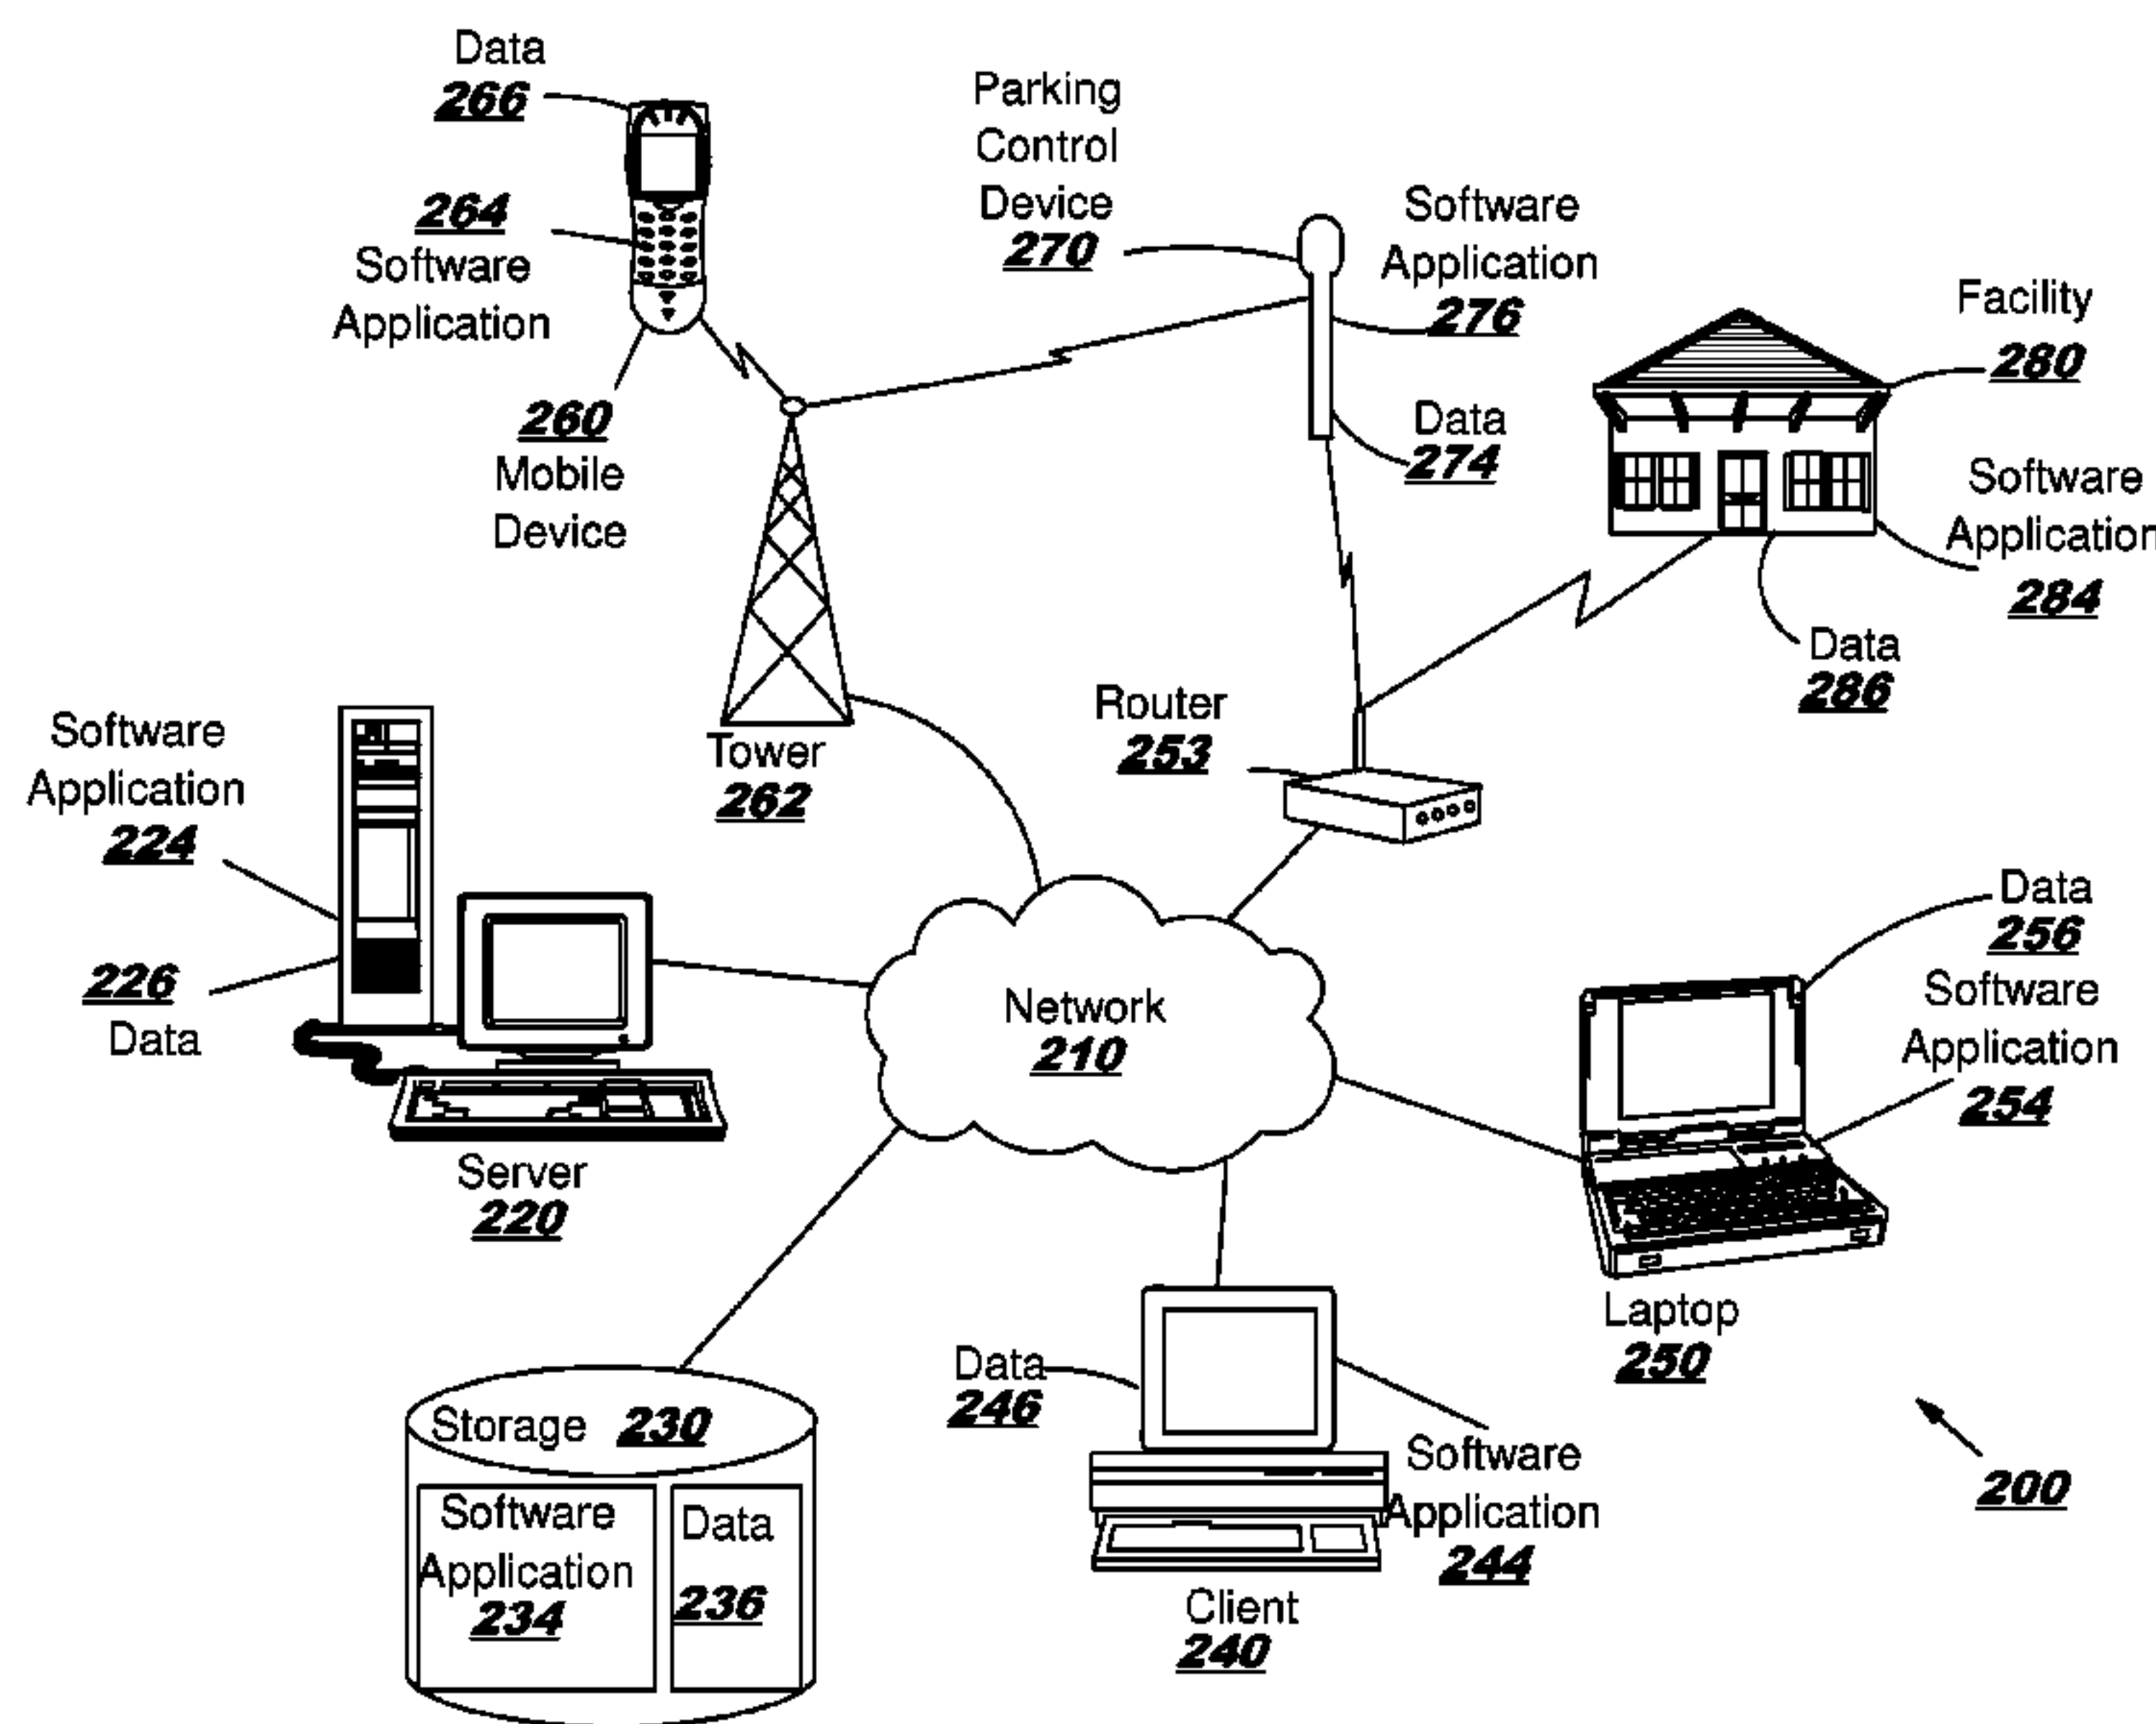 Data
266
264
Software
Application
260
Mobile
Device
Parking
Control
Device
270
Software
Application
276
Data
274
Facility
280
Software
Application
284
Data
286
Tower
262
Router
253
Software
Application
224
226
Data
Server
220
Network
210
Data
256
Software
Application
254
Laptop
250
Storage 230
Software
Application
234
Data
236
Data
246
Software
Application
244
Client
240
200